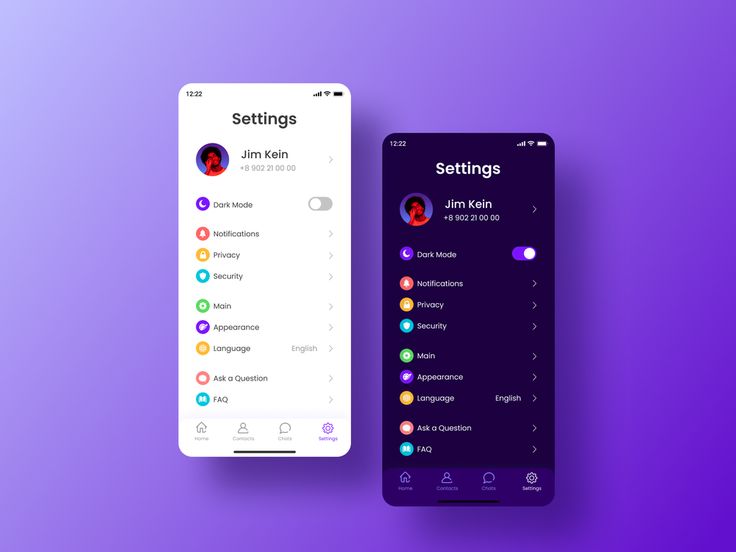 12:22
Settings
Jim Kein
+8 902 21 00 00
Dark Mode
Notifications
Privacy
Security
Main
Appearance
Language English
Ask a Question
FAQ
Home Contacts Chats Settings
12:22
Settings
Jim Kein
+8 902 21 00 00
Dark Mode
Notifications
Privacy
Security
Main
Appearance
Language English
Ask a Question
FAQ
Home Contacts Chats Settings